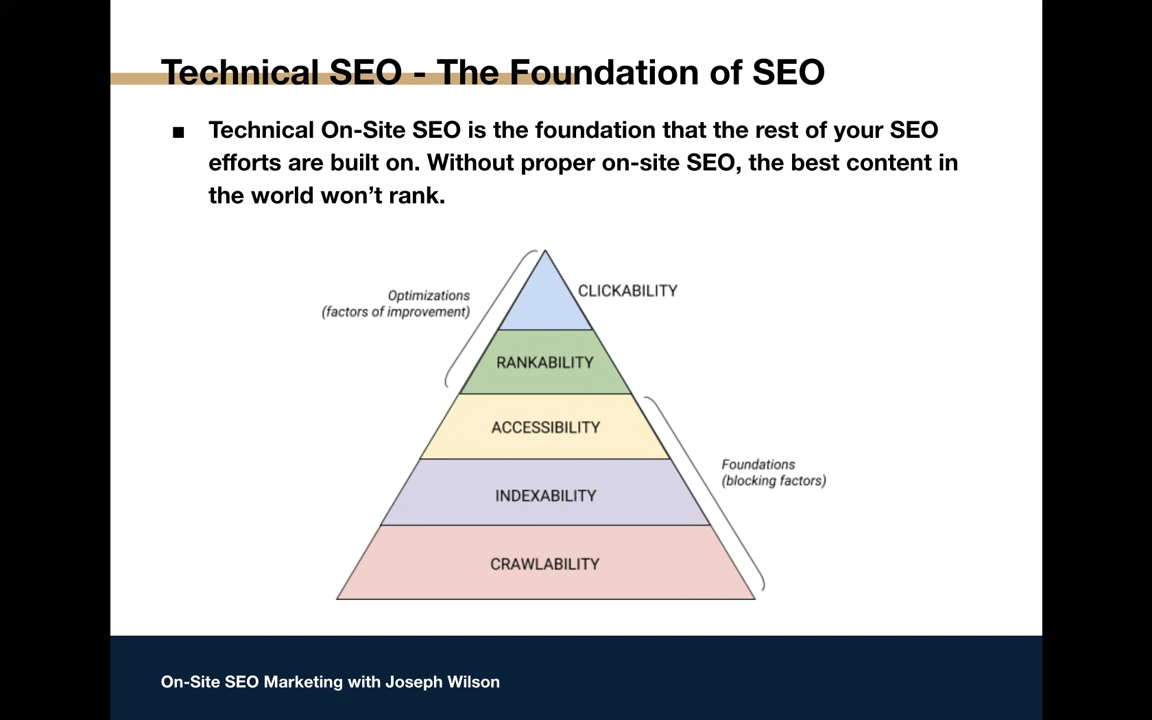 Technical SEO - The Foundation of SEO
■ Technical On-Site SEO is the foundation that the rest of your SEO
efforts are built on. Without proper on-site SEO, the best content in
the world won’t rank.
Optimizations
(factors of improvement)
CLICKABILITY
RANKABILITY
ACCESSIBILITY
Foundations
(blocking factors)
INDEXABILITY
CRAWLABILITY
On-Site SEO Marketing with Joseph Wilson